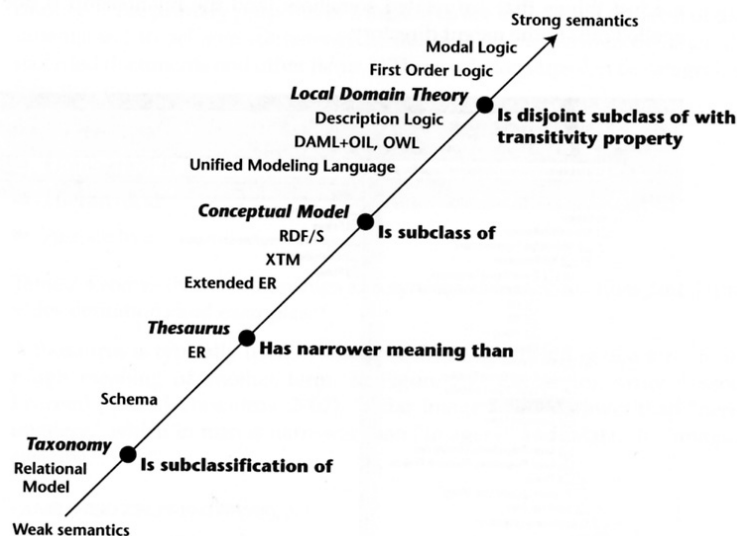 Strong semantics
Modal Logic
First Order Logic
Local Domain Theory
Is disjoint subclass of with
transitivity property
Description Logic
DAML+OIL, OWL
Unified Modeling Language
Conceptual Model
Is subclass of
RDF/S
XTM
Extended ER
Thesaurus
Has narrower meaning than
ER
Schema
Taxonomy
Is subclassification of
Relational
Model
Weak semantics